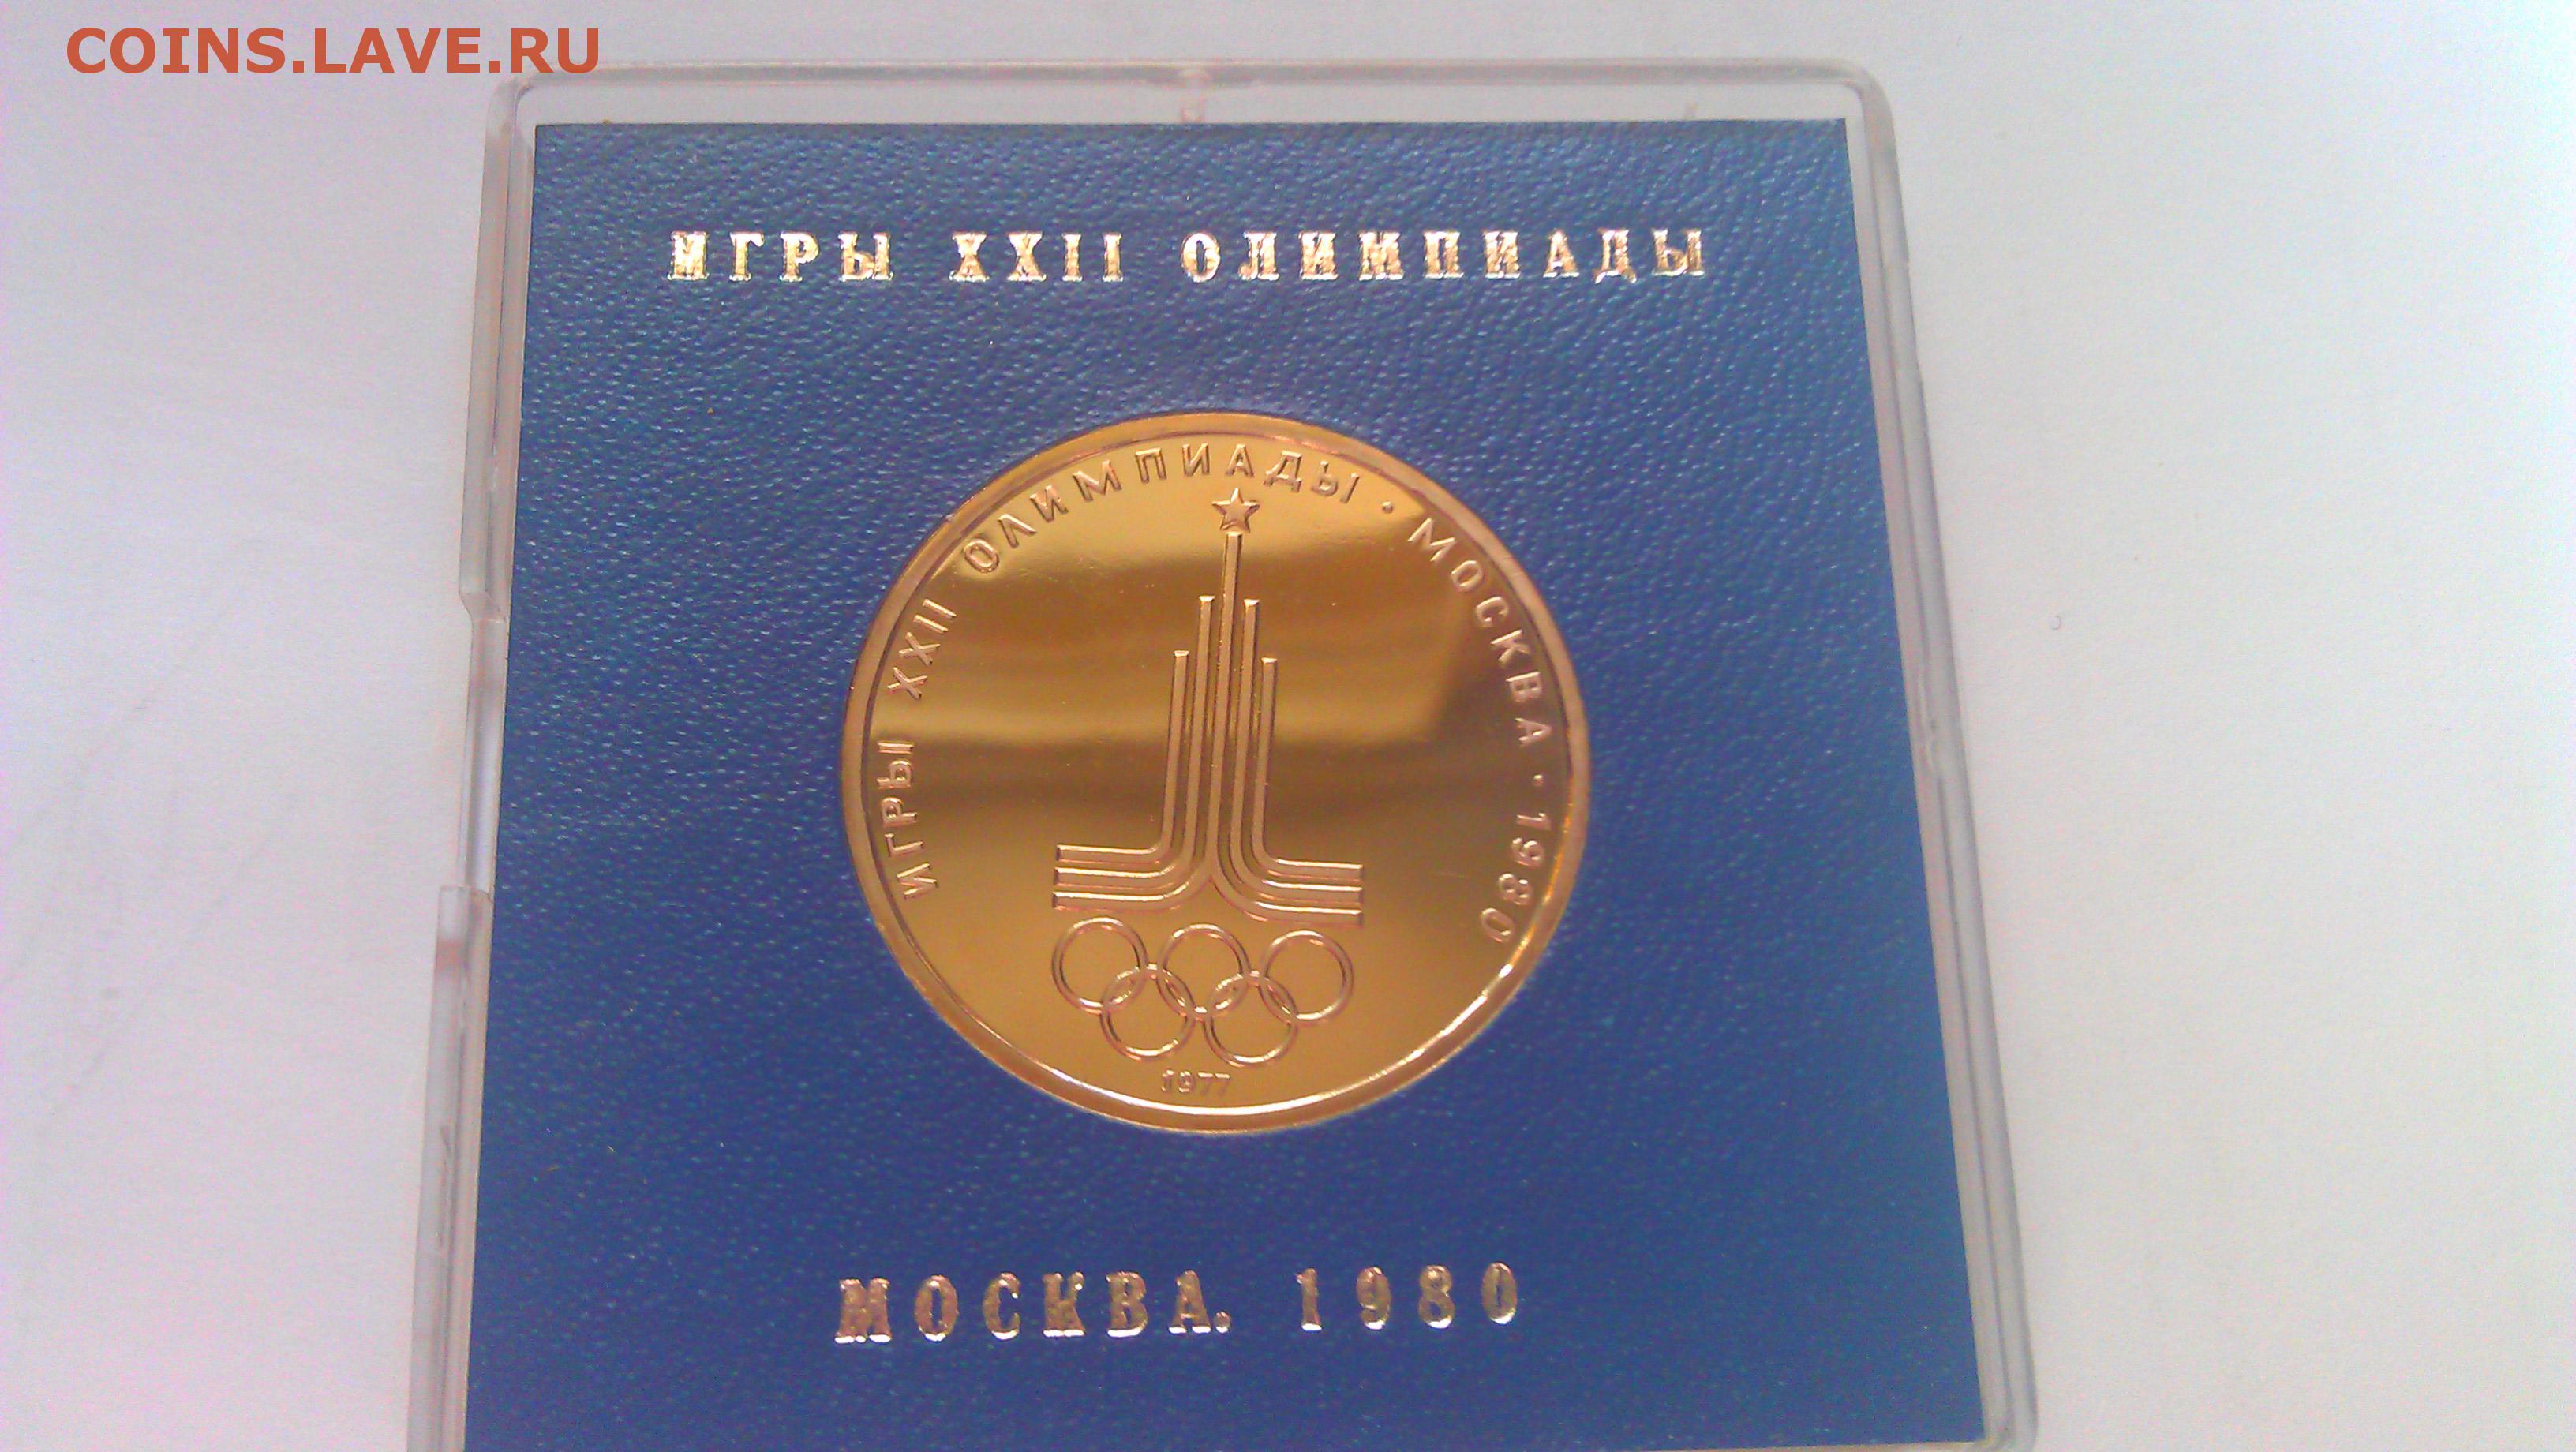 COINS.LAVE.RU
ИГРЫ XXII ОЛИМПИАДЫ
ИГРЫ XXII ОЛИМПИАДЫ · МОСКВА · 1980
1977
МОСКВА. 1980